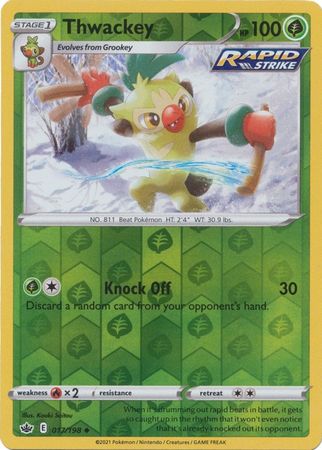 STAGE 1
Thwackey
HP 100
Evolves from Grookey
RAPID
STRIKE
NO. 811 Beat Pokémon HT: 2'4" WT: 30.9 lbs.
Knock Off 30
Discard a random card from your opponent's hand.
weakness ×2 resistance retreat
Illus. Kouki Saitou
E 017/198
When it's drumming out rapid beats in battle, it gets
so caught up in the rhythm that it won't even notice
that it's already knocked out its opponent.
©2021 Pokémon / Nintendo / Creatures / GAME FREAK